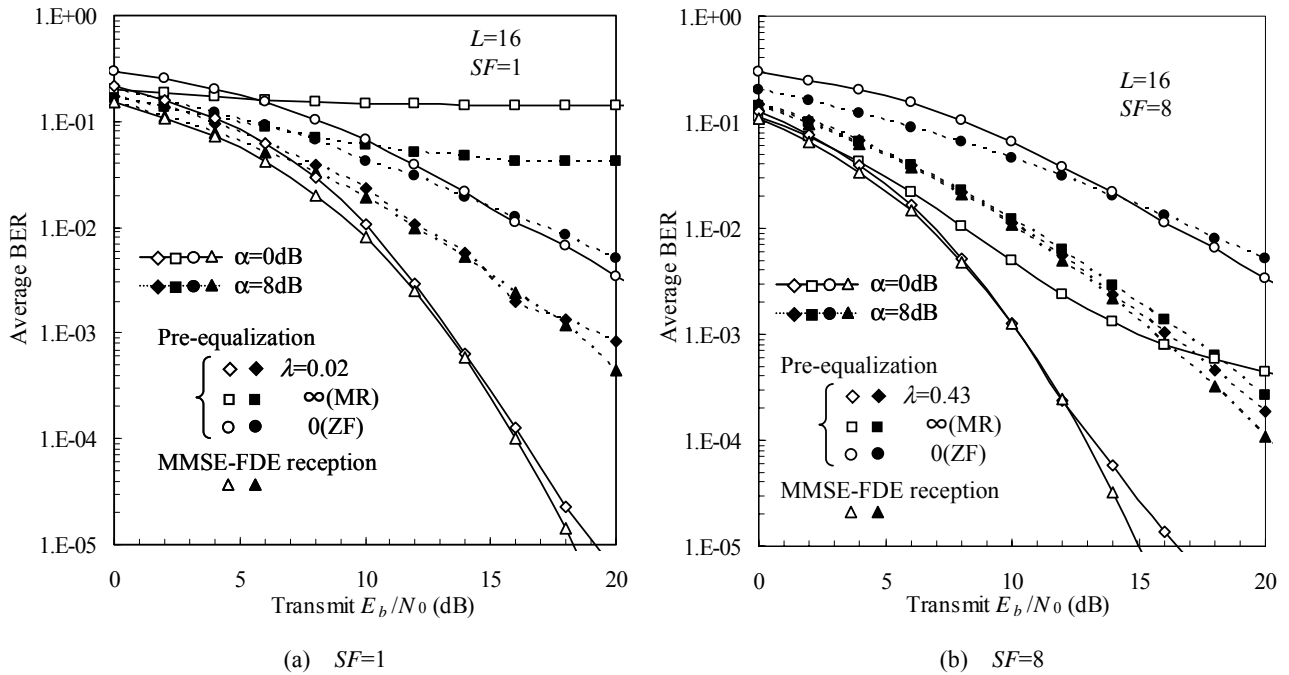 1.E+00
1.E-01
1.E-02
1.E-03
1.E-04
1.E-05
Average BER
L=16
SF=1
α=0dB
α=8dB
Pre-equalization
λ=0.02
∞(MR)
0(ZF)
MMSE-FDE reception
0 5 10 15 20
Transmit Eb/N0 (dB)
(a) SF=1
1.E+00
1.E-01
1.E-02
1.E-03
1.E-04
1.E-05
Average BER
L=16
SF=8
α=0dB
α=8dB
Pre-equalization
λ=0.43
∞(MR)
0(ZF)
MMSE-FDE reception
0 5 10 15 20
Transmit Eb/N0 (dB)
(b) SF=8